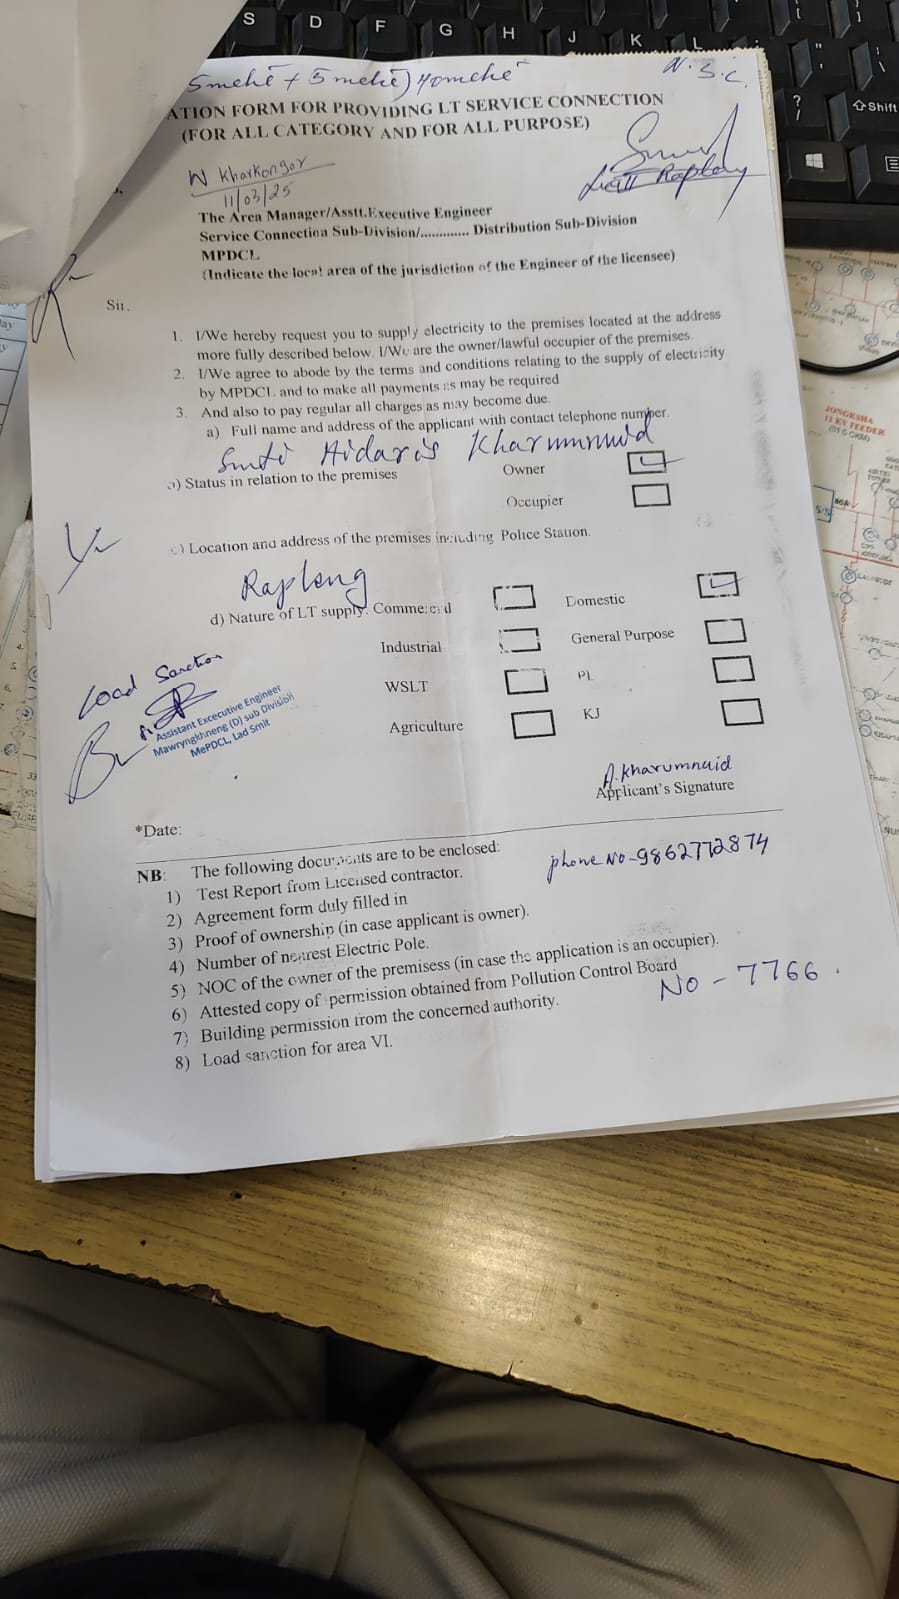 S D F G H J K L
Shift
5 mche + 5 mche) 40 mche
N.S.C.
ATION FORM FOR PROVIDING LT SERVICE CONNECTION
(FOR ALL CATEGORY AND FOR ALL PURPOSE)
W Kharkongor
11/03/25
The Area Manager/Asstt.Executive Engineer
Service Connection Sub-Division/............. Distribution Sub-Division
MPDCL
(Indicate the local area of the jurisdiction of the Engineer of the licensee)
Sir.
1. I/We hereby request you to supply electricity to the premises located at the address
more fully described below. I/We are the owner/lawful occupier of the premises.
2. I/We agree to abode by the terms and conditions relating to the supply of electricity
by MPDCL and to make all payments as may be required
3. And also to pay regular all charges as may become due.
a) Full name and address of the applicant with contact telephone number.
Smti Aidaris Kharumnuid
b) Status in relation to the premises Owner
Occupier
c) Location and address of the premises including Police Station.
Rapleng
d) Nature of LT supply. Commercial Domestic
Industrial General Purpose
WSLT PL
Agriculture KJ
Load Sanction
Assistant Excecutive Engineer
Mawryngkhneng (D) sub Division
MePDCL, Lad Smit
A.kharumnuid
Applicant's Signature
*Date:
NB: The following documents are to be enclosed:
phone No-9862772874
1) Test Report from Licensed contractor.
2) Agreement form duly filled in
3) Proof of ownership (in case applicant is owner).
4) Number of nearest Electric Pole.
5) NOC of the owner of the premisess (in case the application is an occupier).
6) Attested copy of permission obtained from Pollution Control Board
NO - 7766.
7) Building permission from the concerned authority.
8) Load sanction for area VI.
JONGKSHA
11 KV FEEDER